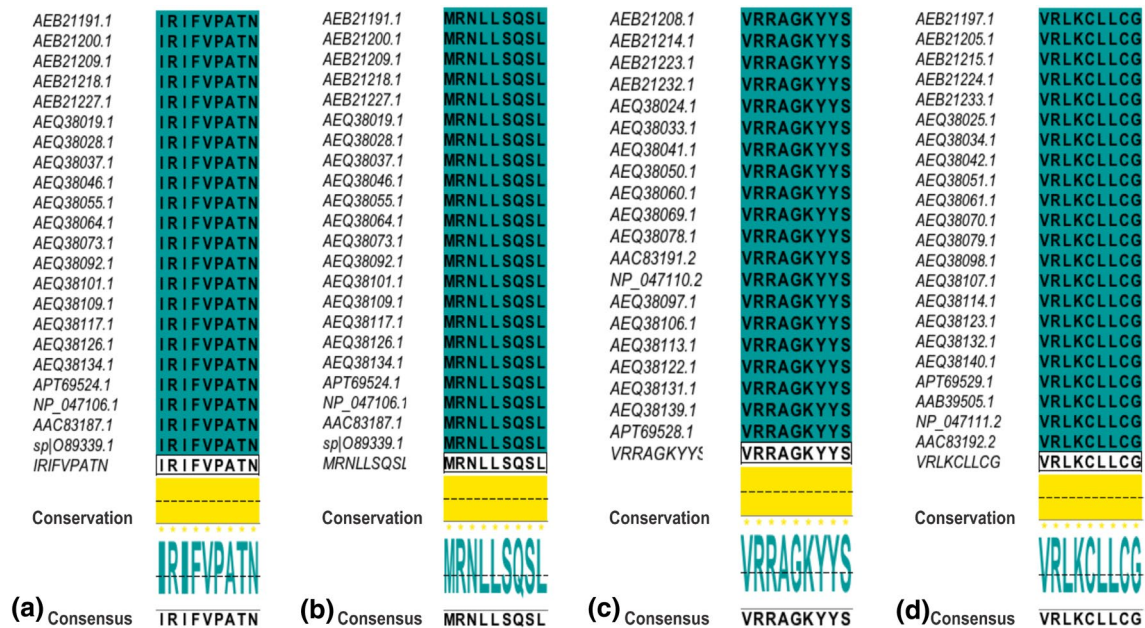 AEB21191.1 IRIFVPATN
AEB21200.1 IRIFVPATN
AEB21209.1 IRIFVPATN
AEB21218.1 IRIFVPATN
AEB21227.1 IRIFVPATN
AEQ38019.1 IRIFVPATN
AEQ38028.1 IRIFVPATN
AEQ38037.1 IRIFVPATN
AEQ38046.1 IRIFVPATN
AEQ38055.1 IRIFVPATN
AEQ38064.1 IRIFVPATN
AEQ38073.1 IRIFVPATN
AEQ38092.1 IRIFVPATN
AEQ38101.1 IRIFVPATN
AEQ38109.1 IRIFVPATN
AEQ38117.1 IRIFVPATN
AEQ38126.1 IRIFVPATN
AEQ38134.1 IRIFVPATN
APT69524.1 IRIFVPATN
NP_047106.1 IRIFVPATN
AAC83187.1 IRIFVPATN
sp|O89339.1 IRIFVPATN
IRIFVPATN IRIFVPATN
Conservation
*********
IRIFVPATN
(a) Consensus IRIFVPATN
AEB21191.1 MRNLLSQSL
AEB21200.1 MRNLLSQSL
AEB21209.1 MRNLLSQSL
AEB21218.1 MRNLLSQSL
AEB21227.1 MRNLLSQSL
AEQ38019.1 MRNLLSQSL
AEQ38028.1 MRNLLSQSL
AEQ38037.1 MRNLLSQSL
AEQ38046.1 MRNLLSQSL
AEQ38055.1 MRNLLSQSL
AEQ38064.1 MRNLLSQSL
AEQ38073.1 MRNLLSQSL
AEQ38092.1 MRNLLSQSL
AEQ38101.1 MRNLLSQSL
AEQ38109.1 MRNLLSQSL
AEQ38117.1 MRNLLSQSL
AEQ38126.1 MRNLLSQSL
AEQ38134.1 MRNLLSQSL
APT69524.1 MRNLLSQSL
NP_047106.1 MRNLLSQSL
AAC83187.1 MRNLLSQSL
sp|O89339.1 MRNLLSQSL
MRNLLSQSL MRNLLSQSL
Conservation
*********
MRNLLSQSL
(b) Consensus MRNLLSQSL
AEB21208.1 VRRAGKYYS
AEB21214.1 VRRAGKYYS
AEB21223.1 VRRAGKYYS
AEB21232.1 VRRAGKYYS
AEQ38024.1 VRRAGKYYS
AEQ38033.1 VRRAGKYYS
AEQ38041.1 VRRAGKYYS
AEQ38050.1 VRRAGKYYS
AEQ38060.1 VRRAGKYYS
AEQ38069.1 VRRAGKYYS
AEQ38078.1 VRRAGKYYS
AAC83191.2 VRRAGKYYS
NP_047110.2 VRRAGKYYS
AEQ38097.1 VRRAGKYYS
AEQ38106.1 VRRAGKYYS
AEQ38113.1 VRRAGKYYS
AEQ38122.1 VRRAGKYYS
AEQ38131.1 VRRAGKYYS
AEQ38139.1 VRRAGKYYS
APT69528.1 VRRAGKYYS
VRRAGKYYS VRRAGKYYS
Conservation
*********
VRRAGKYYS
(c) Consensus VRRAGKYYS
AEB21197.1 VRLKCLLCG
AEB21205.1 VRLKCLLCG
AEB21215.1 VRLKCLLCG
AEB21224.1 VRLKCLLCG
AEB21233.1 VRLKCLLCG
AEQ38025.1 VRLKCLLCG
AEQ38034.1 VRLKCLLCG
AEQ38042.1 VRLKCLLCG
AEQ38051.1 VRLKCLLCG
AEQ38061.1 VRLKCLLCG
AEQ38070.1 VRLKCLLCG
AEQ38079.1 VRLKCLLCG
AEQ38098.1 VRLKCLLCG
AEQ38107.1 VRLKCLLCG
AEQ38114.1 VRLKCLLCG
AEQ38123.1 VRLKCLLCG
AEQ38132.1 VRLKCLLCG
AEQ38140.1 VRLKCLLCG
APT69529.1 VRLKCLLCG
AAB39505.1 VRLKCLLCG
NP_047111.2 VRLKCLLCG
AAC83192.2 VRLKCLLCG
VRLKCLLCG VRLKCLLCG
Conservation
*********
VRLKCLLCG
(d) Consensus VRLKCLLCG